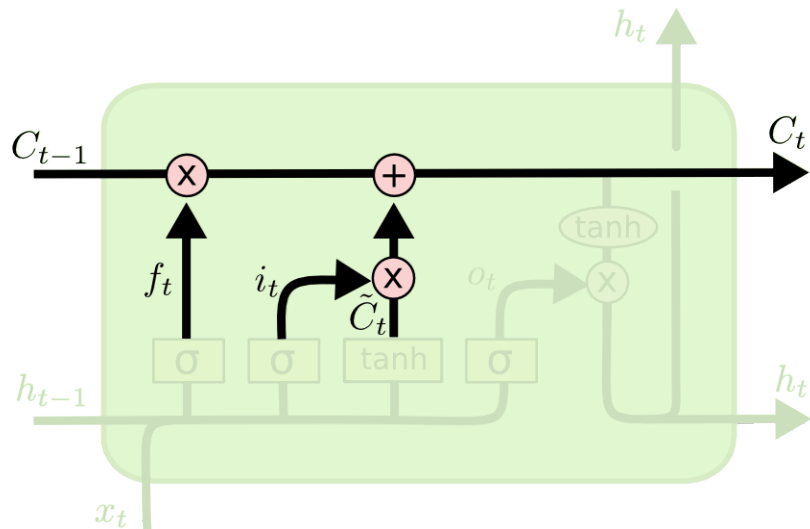 h_t
C_{t-1} x + C_t
tanh
f_t i_t x o_t x
C̃_t
σ σ tanh σ
h_{t-1} h_t
x_t